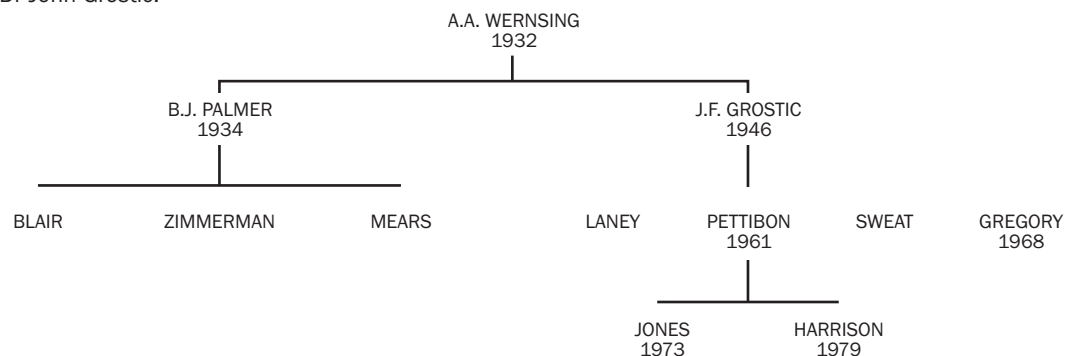 Dr John Grostic.
A.A. WERNSING
1932
B.J. PALMER
1934
J.F. GROSTIC
1946
BLAIR
ZIMMERMAN
MEARS
LANEY
PETTIBON
1961
SWEAT
GREGORY
1968
JONES
1973
HARRISON
1979